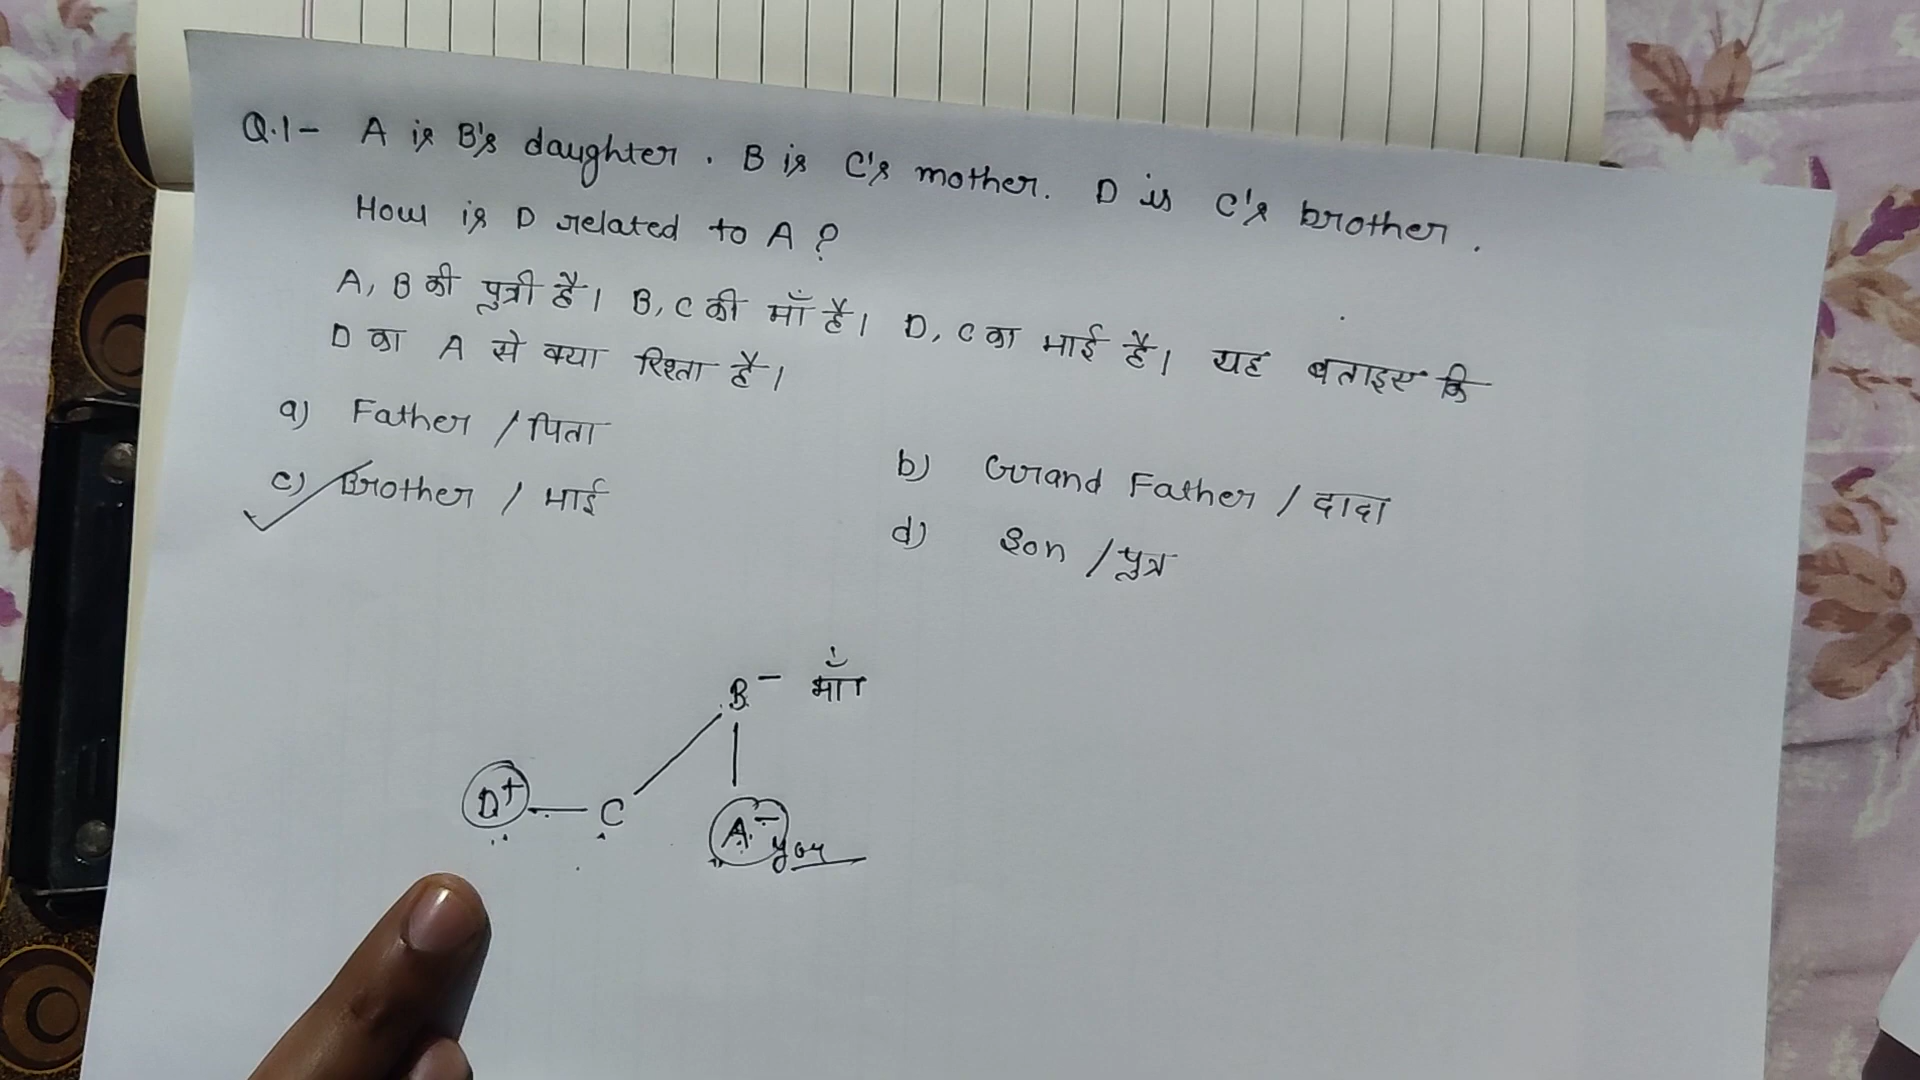 Q.1- A is B's daughter. B is C's mother. D is C's brother.
How is D related to A?
A, B की पुत्री है। B, C की माँ है। D, C का भाई है। यह बताइए कि
D का A से क्या रिश्ता है।
a) Father / पिता
b) Grand Father / दादा
c) Brother / भाई
d) Son / पुत्र
B - माँ
D+ — C
A- you